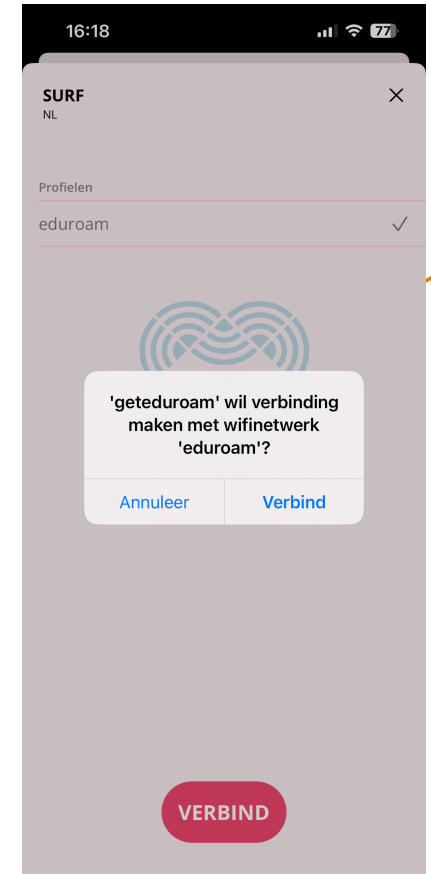 16:18
77
SURF
NL
Profielen
eduroam
'geteduroam' wil verbinding
maken met wifinetwerk
'eduroam'?
Annuleer
Verbind
VERBIND